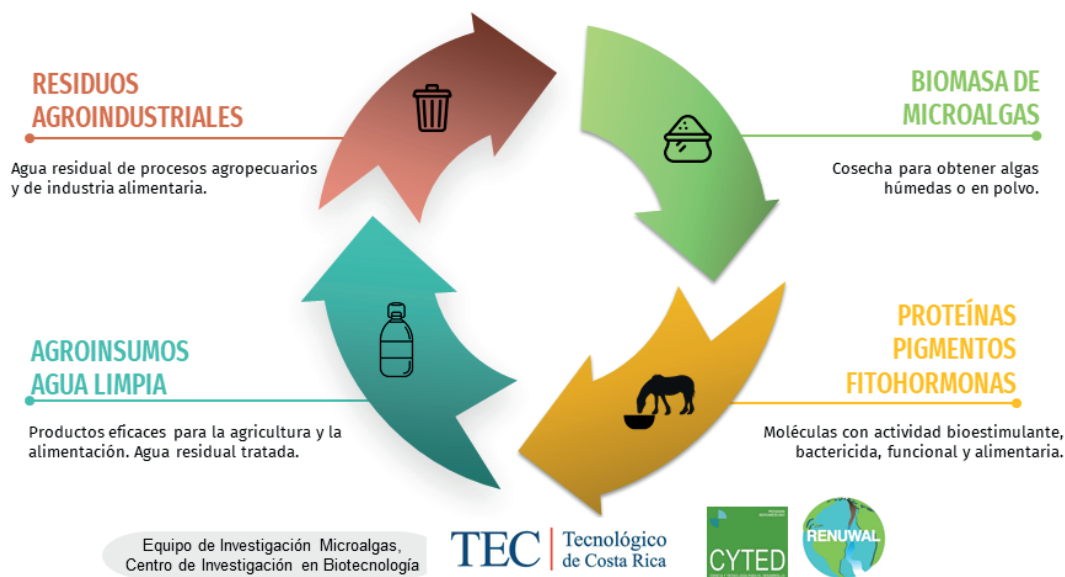 RESIDUOS
AGROINDUSTRIALES
Agua residual de procesos agropecuarios
y de industria alimentaria.
BIOMASA DE
MICROALGAS
Cosecha para obtener algas
húmedas o en polvo.
PROTEÍNAS
PIGMENTOS
FITOHORMONAS
Moléculas con actividad bioestimulante,
bactericida, funcional y alimentaria.
AGROINSUMOS
AGUA LIMPIA
Productos eficaces para la agricultura y la
alimentación. Agua residual tratada.
Equipo de Investigación Microalgas,
Centro de Investigación en Biotecnología
TEC
Tecnológico
de Costa Rica
CYTED
RENUWAL